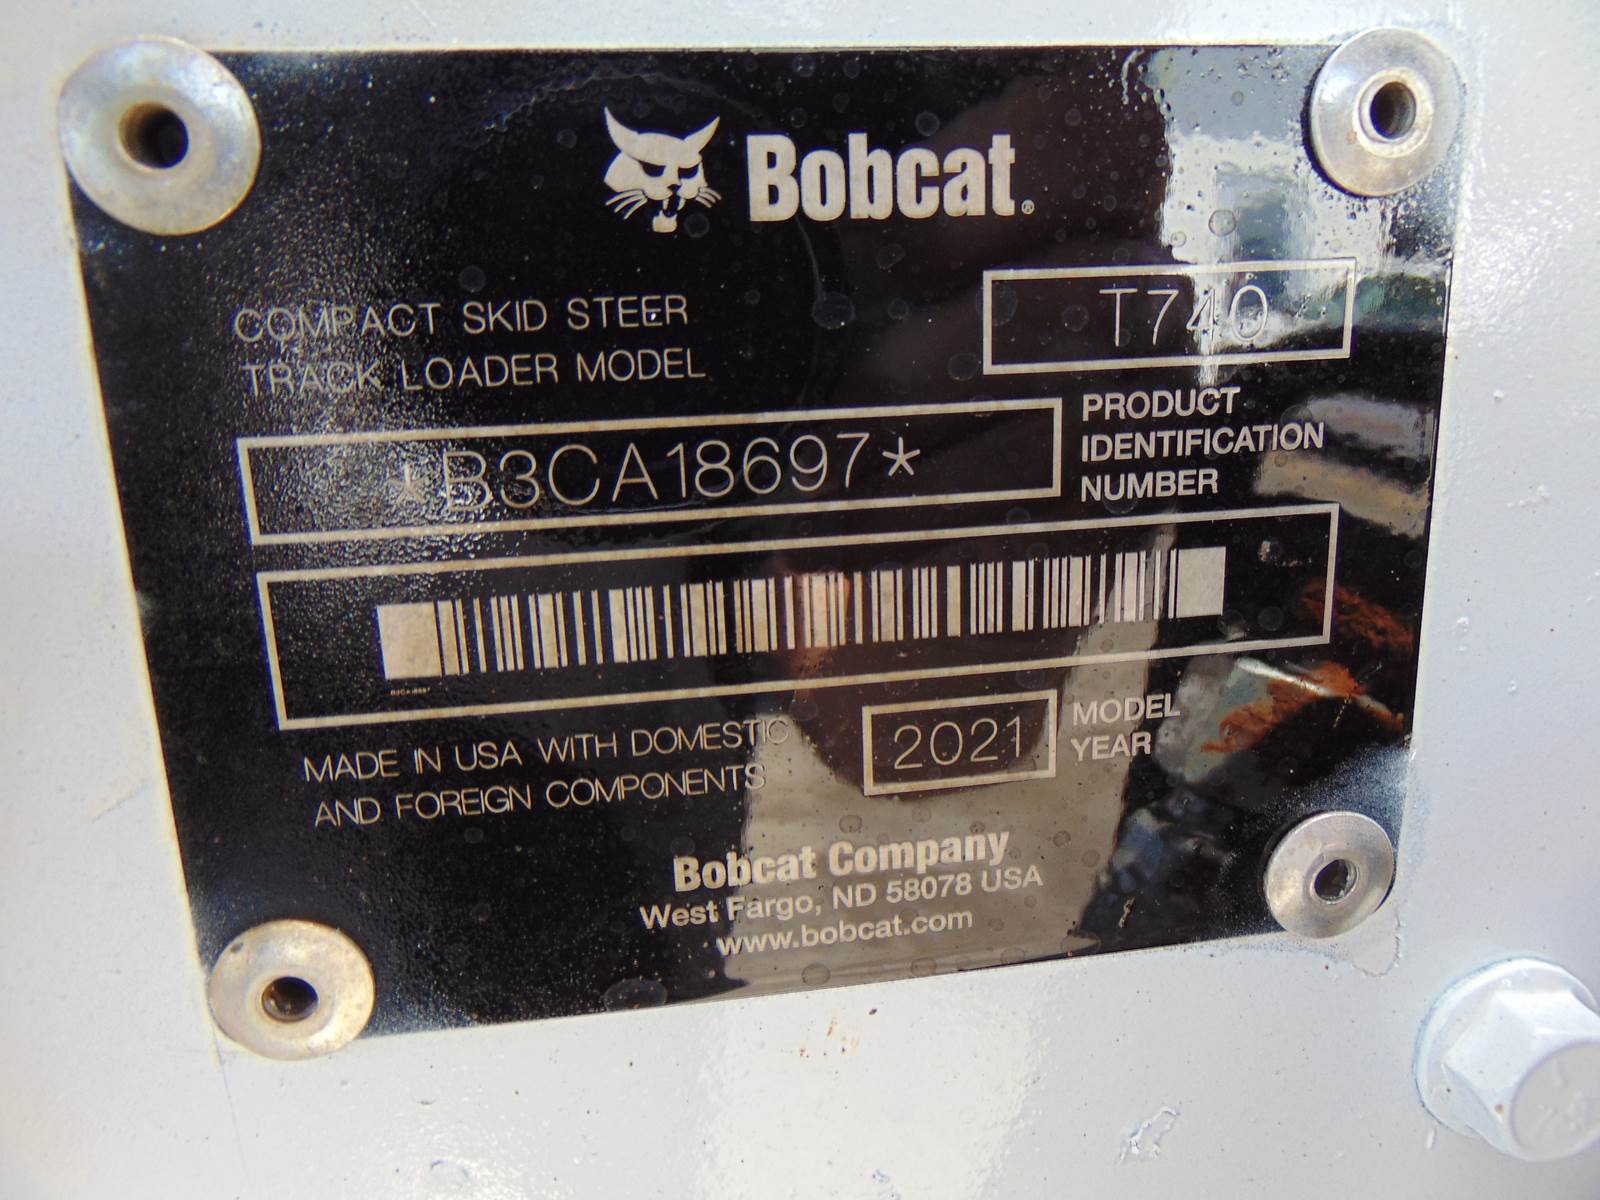 Bobcat®
COMPACT SKID STEER
TRACK LOADER MODEL
T740
*B3CA18697*
PRODUCT
IDENTIFICATION
NUMBER
MADE IN USA WITH DOMESTIC
AND FOREIGN COMPONENTS
2021
MODEL
YEAR
Bobcat Company
West Fargo, ND 58078 USA
www.bobcat.com